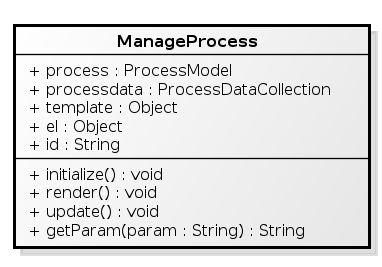 ManageProcess
+ process : ProcessModel
+ processdata : ProcessDataCollection
+ template : Object
+ el : Object
+ id : String
+ initialize() : void
+ render() : void
+ update() : void
+ getParam(param : String) : String